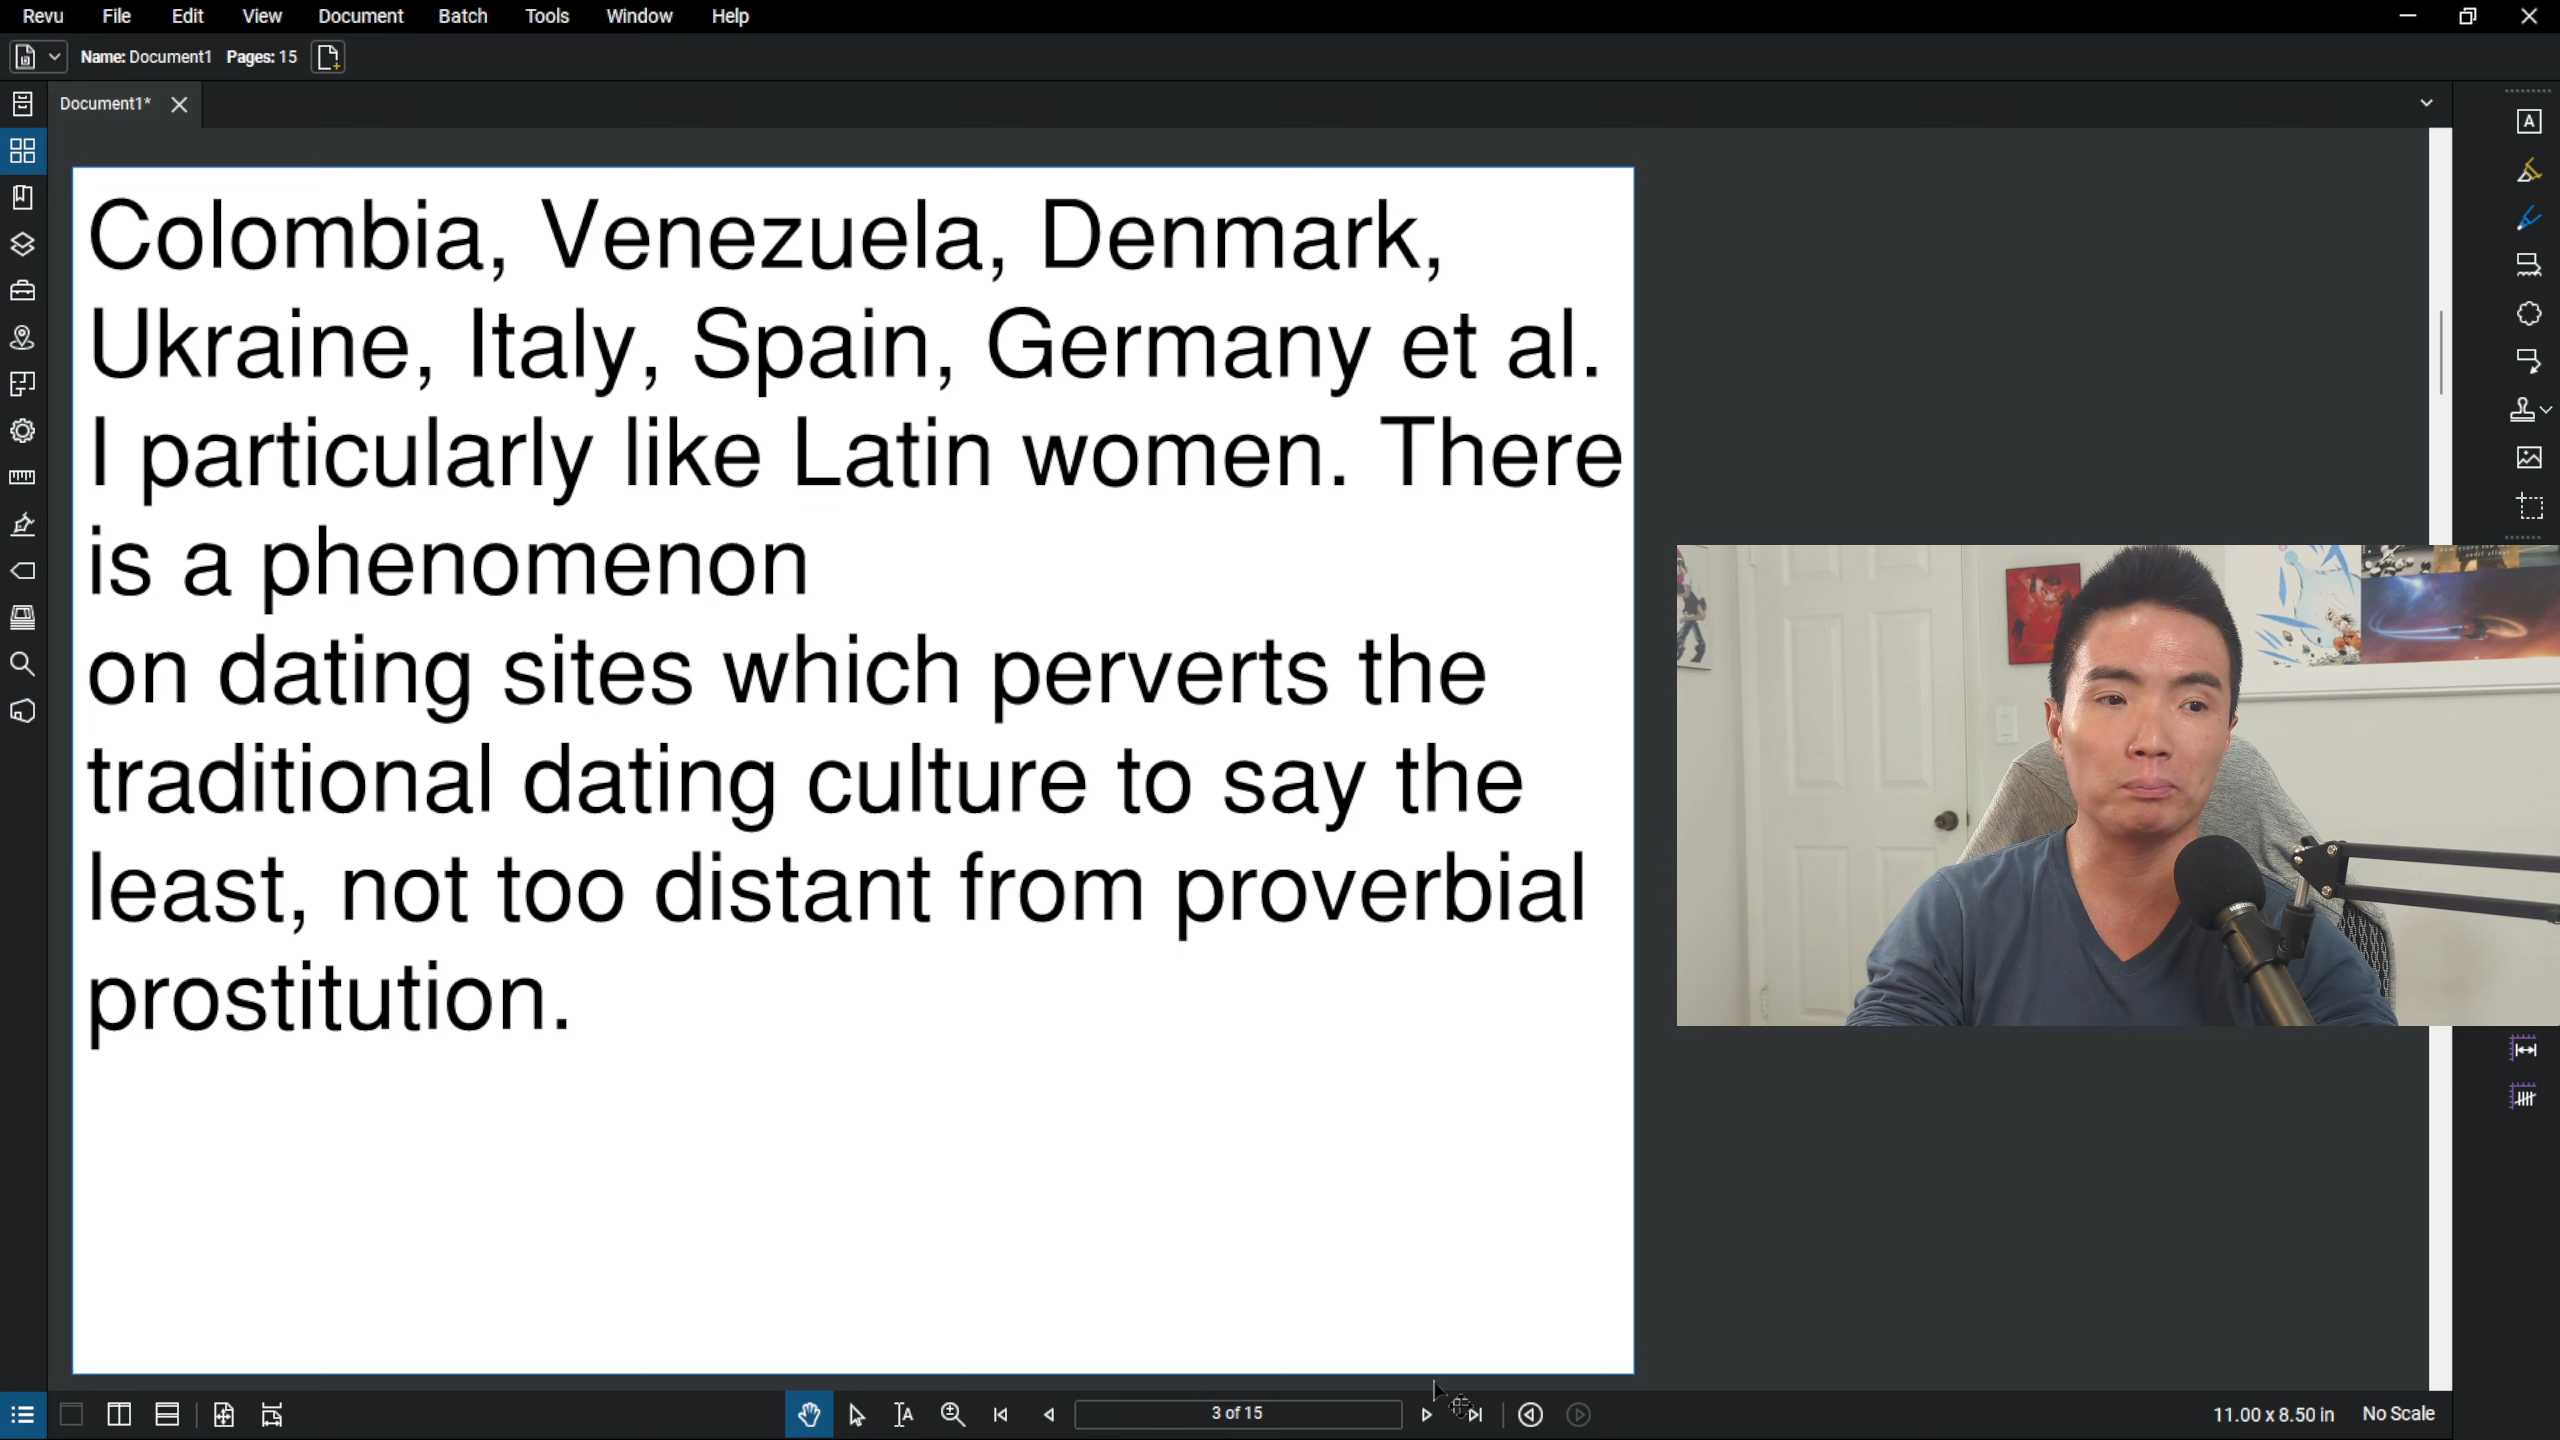 Revu File Edit View Document Batch Tools Window Help
Name: Document1 Pages: 15
Document1*
Colombia, Venezuela, Denmark,
Ukraine, Italy, Spain, Germany et al.
I particularly like Latin women. There
is a phenomenon
on dating sites which perverts the
traditional dating culture to say the
least, not too distant from proverbial
prostitution.
3 of 15
11.00 x 8.50 in No Scale